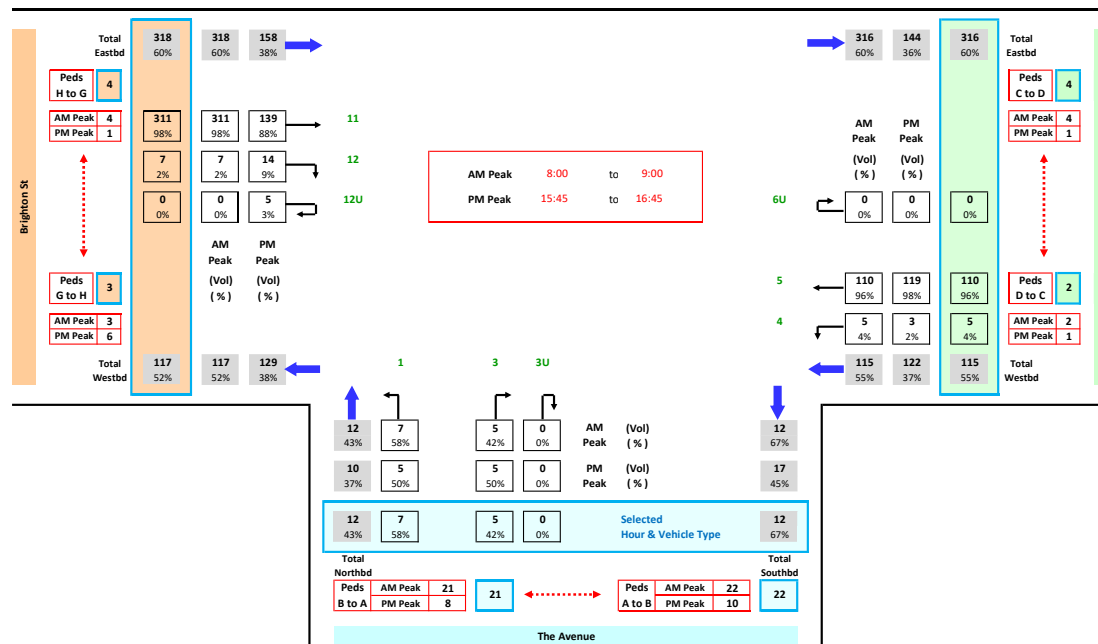 Total
Eastbd
318
60%
318
60%
158
38%
316
60%
144
36%
316
60%
Total
Eastbd
Peds
H to G
4
AM Peak 4
PM Peak 1
Brighton St
311
98%
311
98%
139
88%
11
7
2%
7
2%
14
9%
12
0
0%
0
0%
5
3%
12U
AM
Peak
(Vol)
( % )
PM
Peak
(Vol)
( % )
AM Peak 8:00 to 9:00
PM Peak 15:45 to 16:45
Peds
C to D
4
AM Peak 4
PM Peak 1
AM
Peak
(Vol)
( % )
PM
Peak
(Vol)
( % )
6U
0
0%
0
0%
0
0%
5
110
96%
119
98%
110
96%
4
5
4%
3
2%
5
4%
Peds
G to H
3
AM Peak 3
PM Peak 6
Peds
D to C
2
AM Peak 2
PM Peak 1
Total
Westbd
117
52%
117
52%
129
38%
115
55%
122
37%
115
55%
Total
Westbd
1 3 3U
12
43%
7
58%
5
42%
0
0%
AM (Vol)
Peak ( % )
12
67%
10
37%
5
50%
5
50%
0
0%
PM (Vol)
Peak ( % )
17
45%
12
43%
7
58%
5
42%
0
0%
Selected
Hour & Vehicle Type
12
67%
Total
Northbd
Total
Southbd
Peds
B to A
AM Peak 21
PM Peak 8
21
Peds
A to B
AM Peak 22
PM Peak 10
22
The Avenue